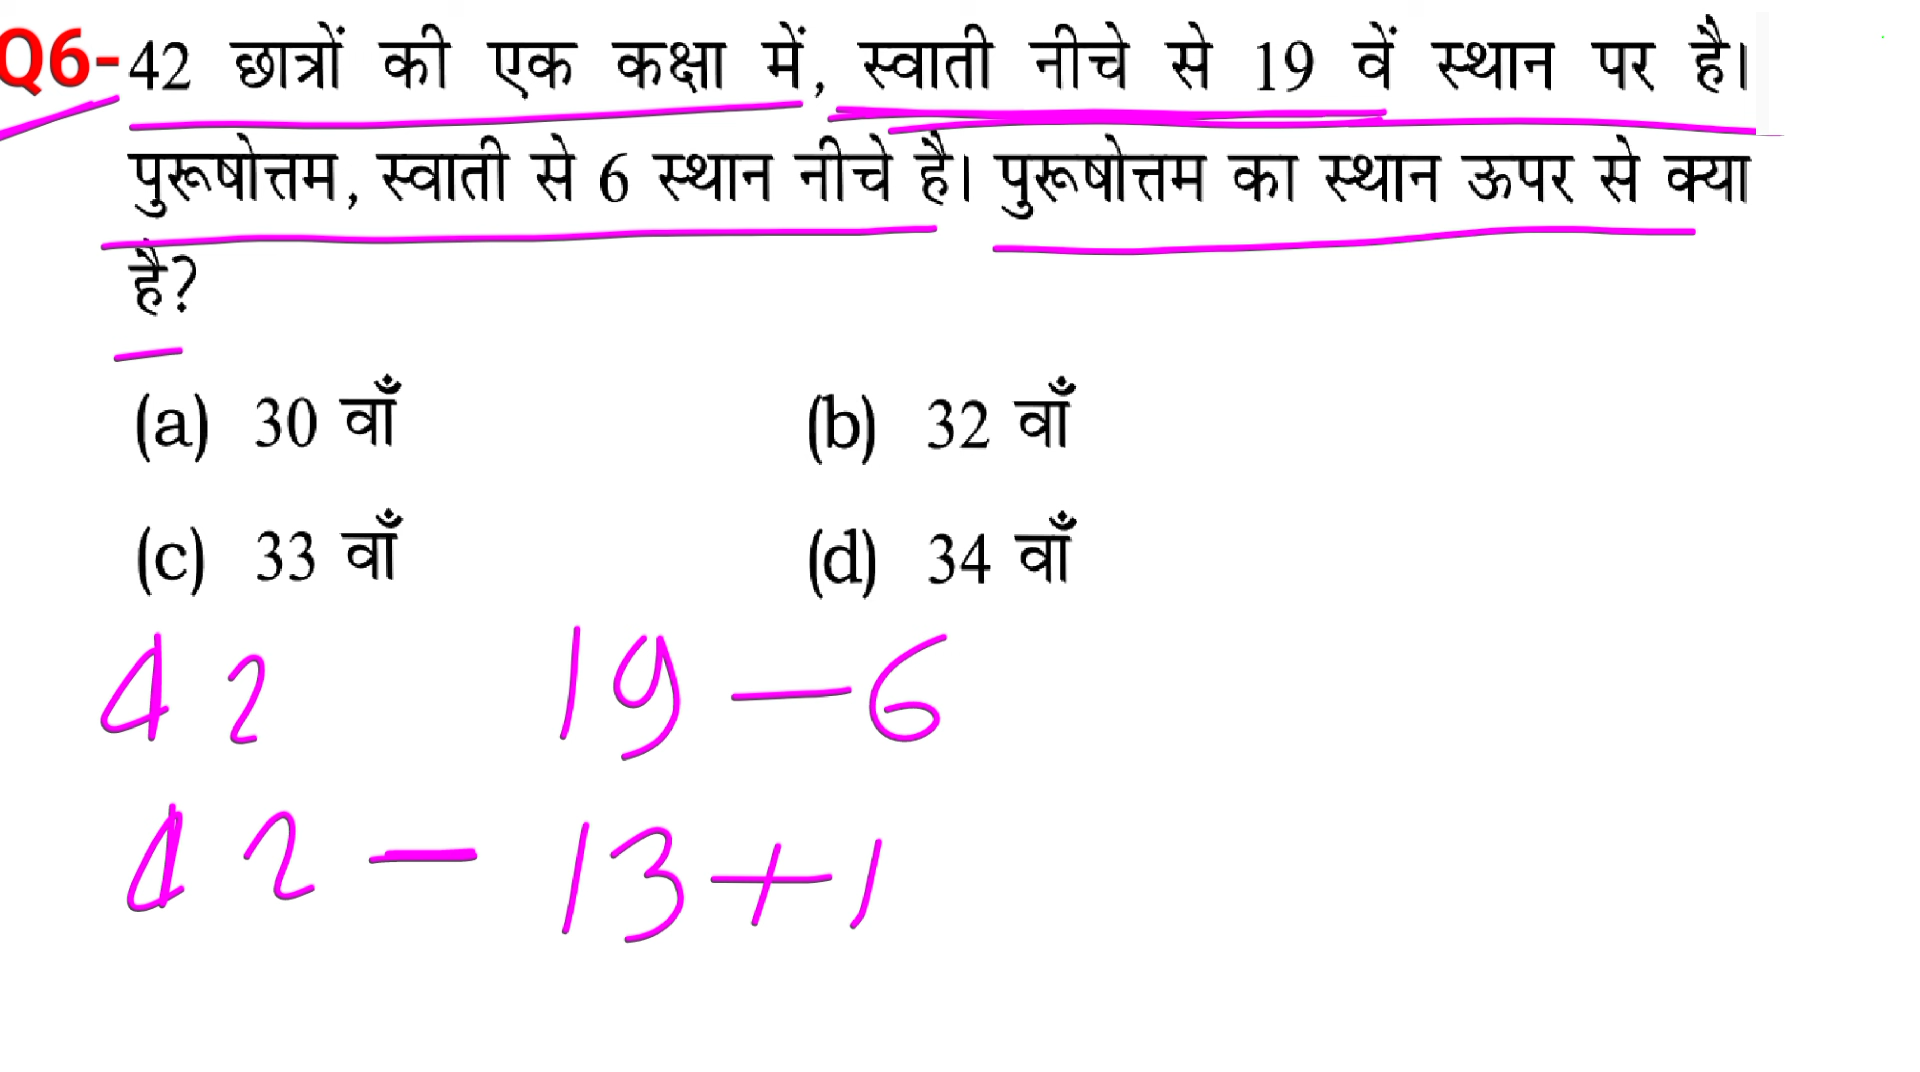 Q6-42 छात्रों की एक कक्षा में, स्वाती नीचे से 19 वें स्थान पर है।
पुरूषोत्तम, स्वाती से 6 स्थान नीचे है। पुरूषोत्तम का स्थान ऊपर से क्या
है?
(a) 30 वाँ (b) 32 वाँ
(c) 33 वाँ (d) 34 वाँ
42 19 - 6
42 - 13 + 1